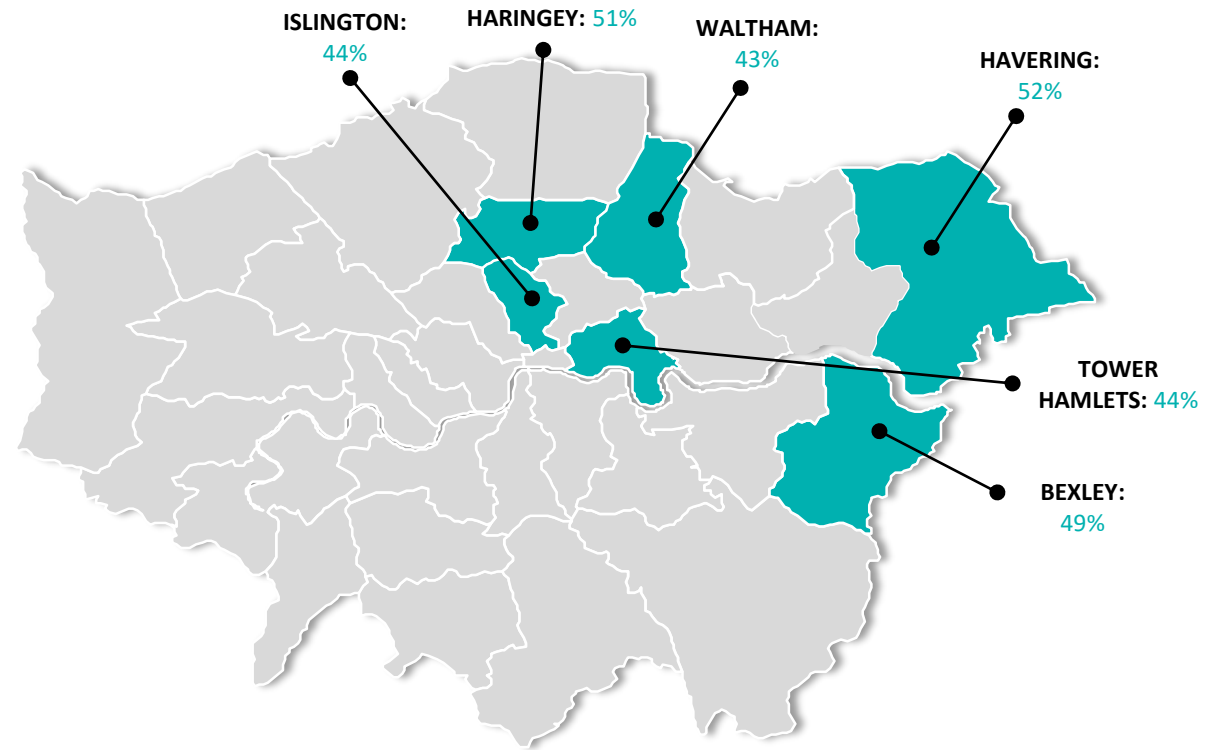 ISLINGTON:
44%
HARINGEY: 51%
WALTHAM:
43%
HAVERING:
52%
TOWER
HAMLETS: 44%
BEXLEY:
49%